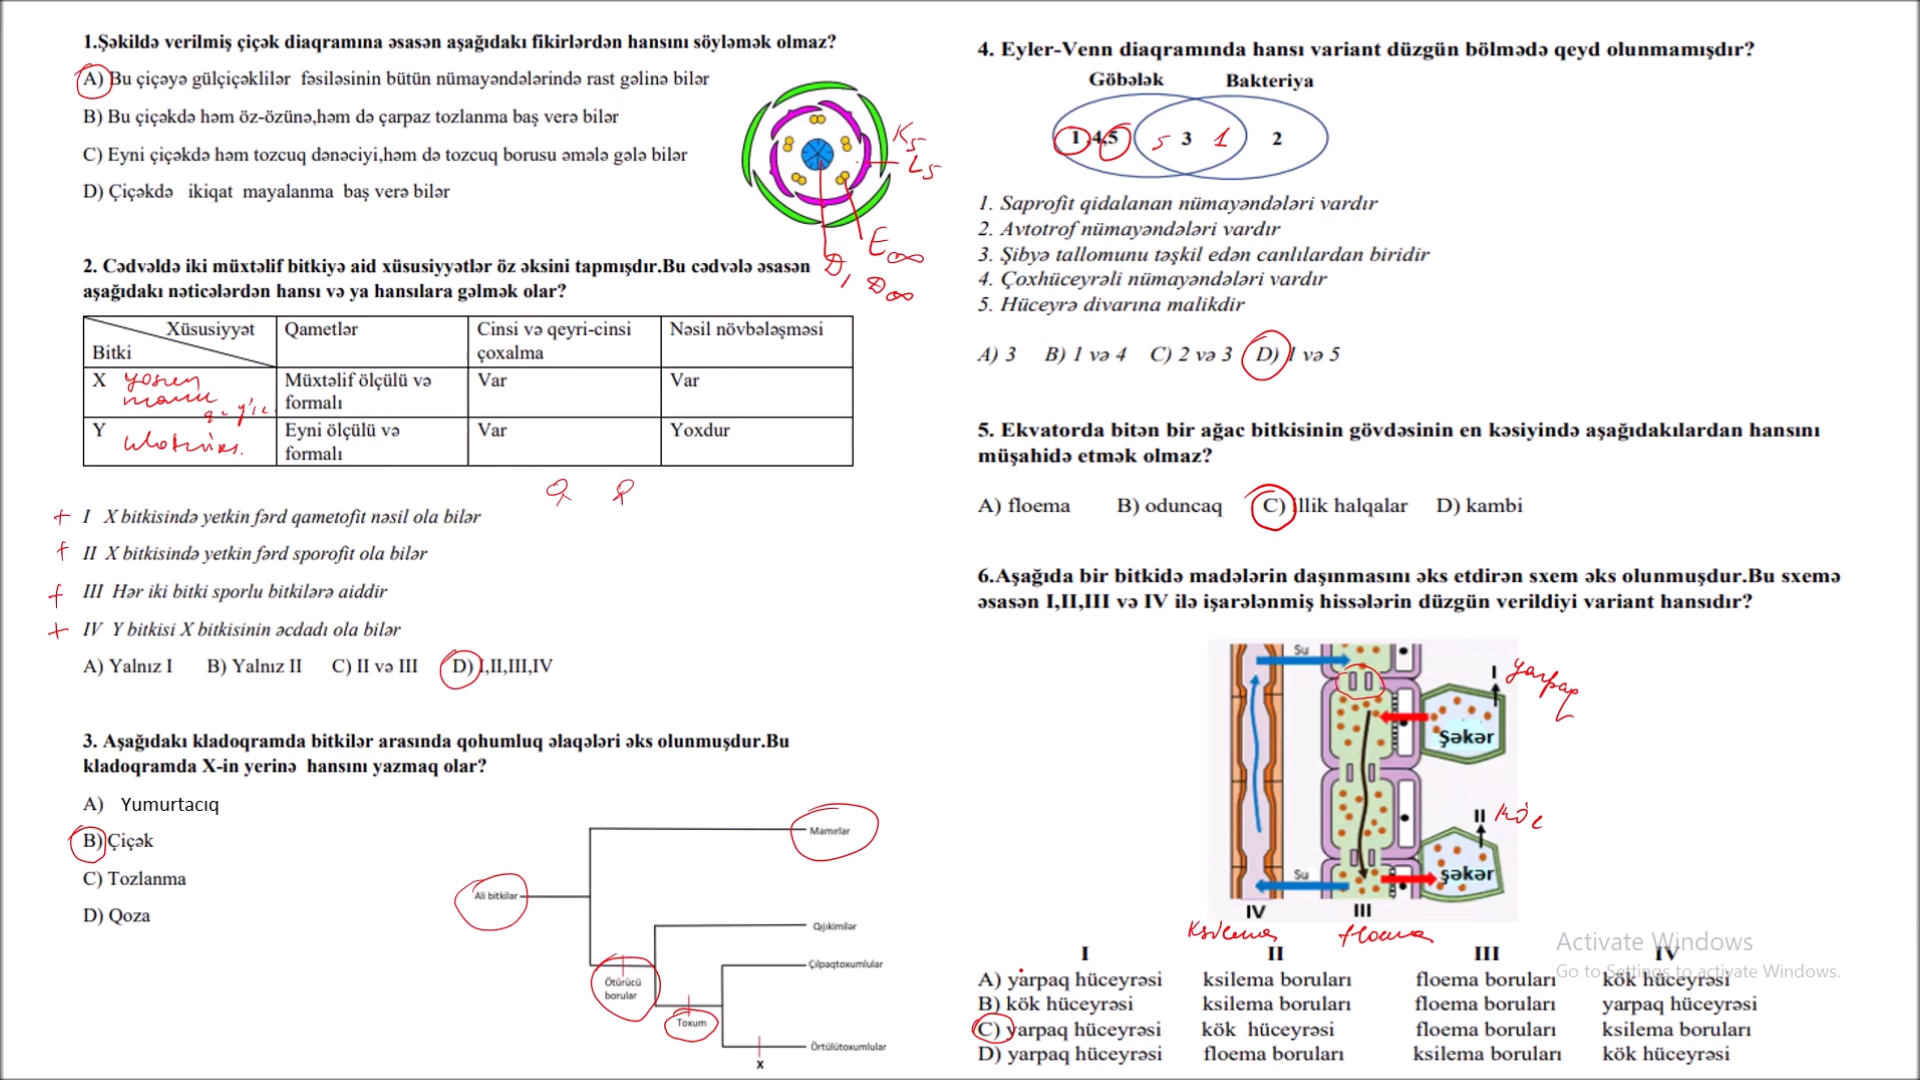 1.Şəkildə verilmiş çiçək diaqramına əsasən aşağıdakı fikirlərdən hansını söyləmək olmaz?
A) Bu çiçəyə gülçiçəklilər fəsiləsinin bütün nümayəndələrində rast gəlinə bilər
B) Bu çiçəkdə həm öz-özünə,həm də çarpaz tozlanma baş verə bilər
C) Eyni çiçəkdə həm tozcuq dənəciyi,həm də tozcuq borusu əmələ gələ bilər
D) Çiçəkdə ikiqat mayalanma baş verə bilər
K5
L5
E∞
D1 D∞
2. Cədvəldə iki müxtəlif bitkiyə aid xüsusiyyətlər öz əksini tapmışdır.Bu cədvələ əsasən
aşağıdakı nəticələrdən hansı və ya hansılara gəlmək olar?
Xüsusiyyət
Bitki
Qametlər
Cinsi və qeyri-cinsi
çoxalma
Nəsil növbələşməsi
X
Müxtəlif ölçülü və
formalı
Var
Var
Y
Eyni ölçülü və
formalı
Var
Yoxdur
+ I X bitkisində yetkin fərd qametofit nəsil ola bilər
+ II X bitkisində yetkin fərd sporofit ola bilər
+ III Hər iki bitki sporlu bitkilərə aiddir
+ IV Y bitkisi X bitkisinin əcdadı ola bilər
A) Yalnız I B) Yalnız II C) II və III D) I,II,III,IV
3. Aşağıdakı kladoqramda bitkilər arasında qohumluq əlaqələri əks olunmuşdur.Bu
kladoqramda X-in yerinə hansını yazmaq olar?
A) Yumurtacıq
B) Çiçək
C) Tozlanma
D) Qoza
Mamırlar
Ali bitkilər
Qıjıkimilər
Çılpaqtoxumlular
Ötürücü
borular
Toxum
Örtülütoxumlular
X
4. Eyler-Venn diaqramında hansı variant düzgün bölmədə qeyd olunmamışdır?
Göbələk Bakteriya
1,4,5 5 3 1 2
1. Saprofit qidalanan nümayəndələri vardır
2. Avtotrof nümayəndələri vardır
3. Şibyə tallomunu təşkil edən canlılardan biridir
4. Çoxhüceyrəli nümayəndələri vardır
5. Hüceyrə divarına malikdir
A) 3 B) 1 və 4 C) 2 və 3 D) 1 və 5
5. Ekvatorda bitən bir ağac bitkisinin gövdəsinin en kəsiyində aşağıdakılardan hansını
müşahidə etmək olmaz?
A) floema B) oduncaq C) illik halqalar D) kambi
6.Aşağıda bir bitkidə madələrin daşınmasını əks etdirən sxem əks olunmuşdur.Bu sxemə
əsasən I,II,III və IV ilə işarələnmiş hissələrin düzgün verildiyi variant hansıdır?
Su
I yarpaq
Şəkər
II kök
Su
şəkər
IV III
ksilema floema
I II III IV
A) yarpaq hüceyrəsi ksilema boruları floema boruları kök hüceyrəsi
B) kök hüceyrəsi ksilema boruları floema boruları yarpaq hüceyrəsi
C) yarpaq hüceyrəsi kök hüceyrəsi floema boruları ksilema boruları
D) yarpaq hüceyrəsi floema boruları ksilema boruları kök hüceyrəsi
Activate Windows
Go to Settings to activate Windows.